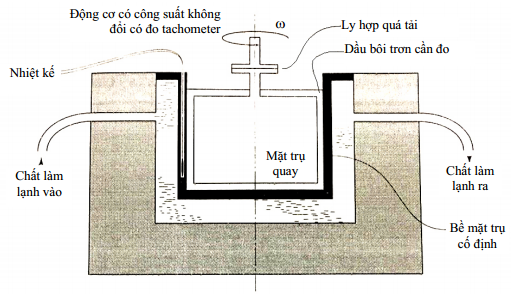 Động cơ có công suất không
đổi có đo tachometer
ω
Ly hợp quá tải
Dầu bôi trơn cần đo
Nhiệt kế
Mặt trụ
quay
Chất làm
lạnh vào
Chất làm
lạnh ra
Bề mặt trụ
cố định